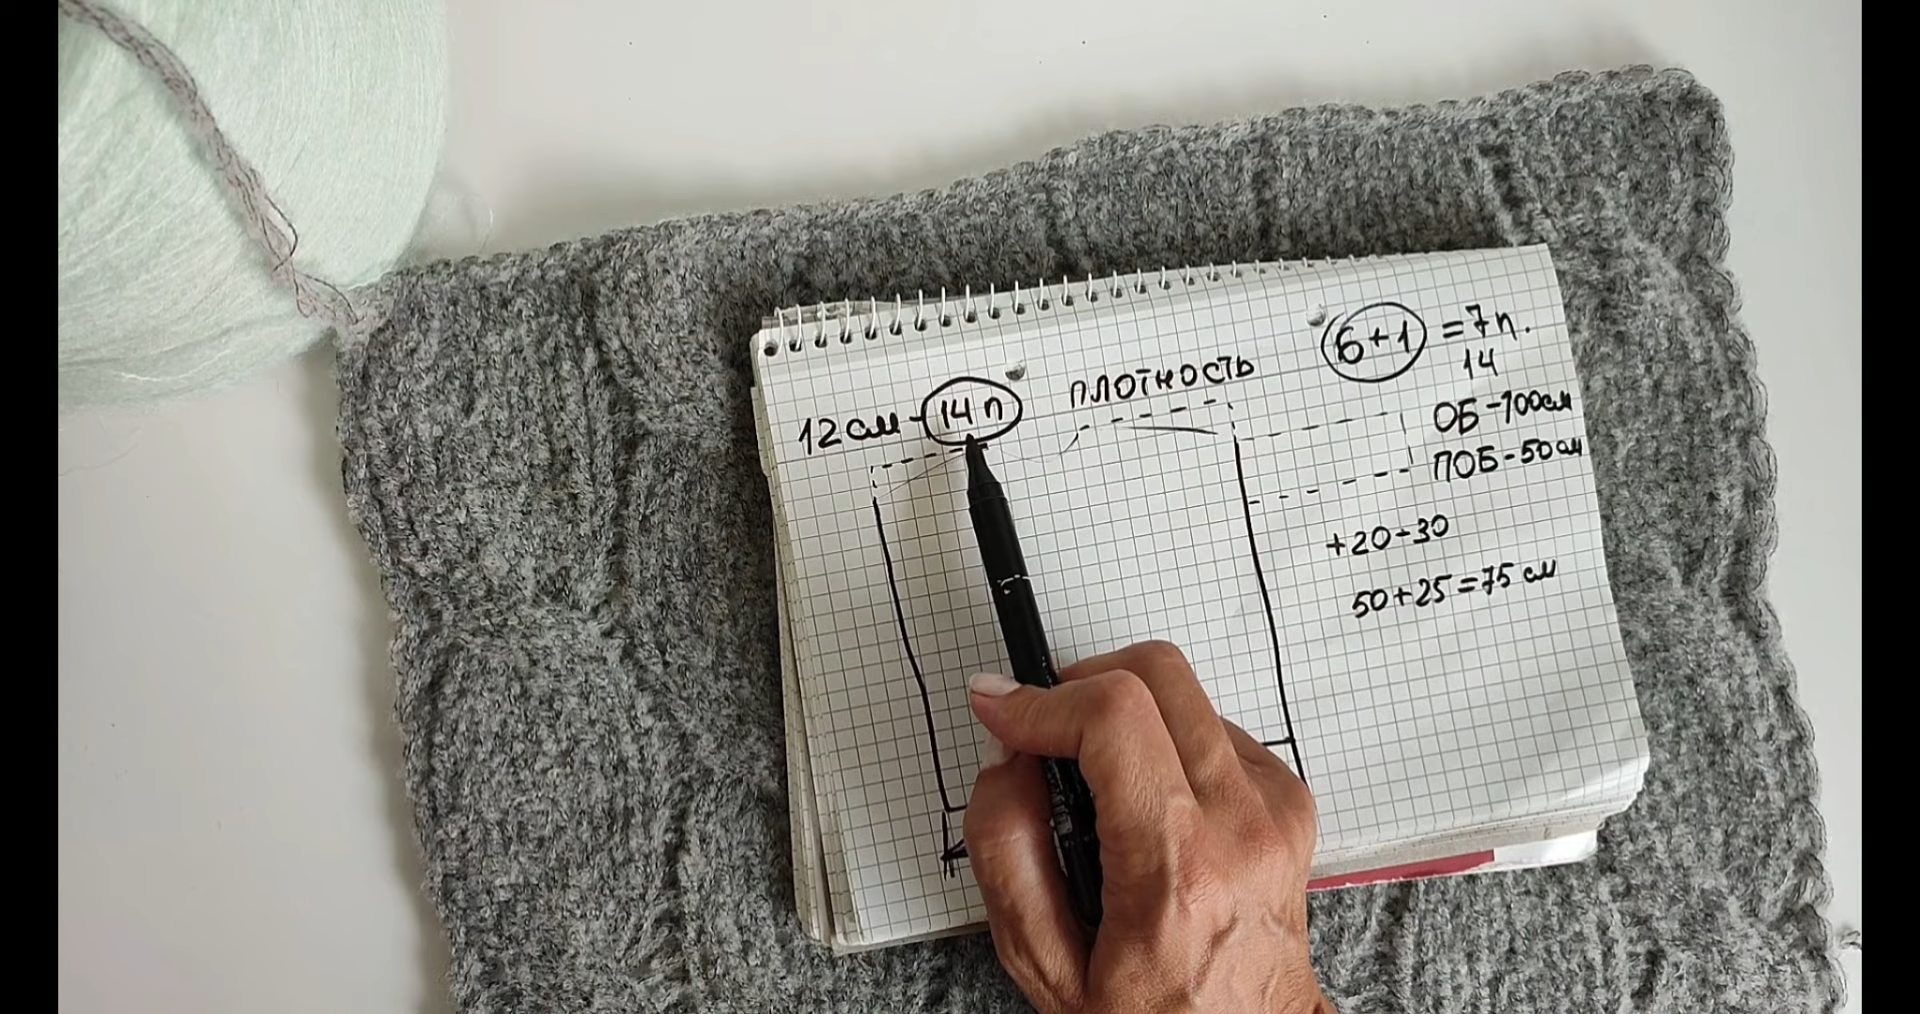 12 см - 14 п
плотность
6+1 = 7 п.
14
ОБ - 100 см
ПОБ - 50 см
+20-30
50+25=75 см